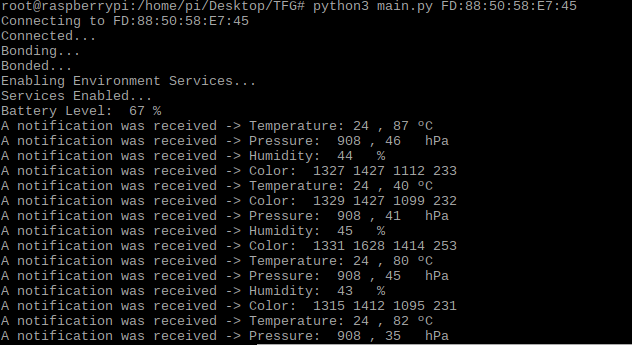 root@raspberrypi:/home/pi/Desktop/TFG# python3 main.py FD:88:50:58:E7:45
Connecting to FD:88:50:58:E7:45
Connected...
Bonding...
Bonded...
Enabling Environment Services...
Services Enabled...
Battery Level:  67 %
A notification was received -> Temperature: 24 , 87 ºC
A notification was received -> Pressure:  908 , 46   hPa
A notification was received -> Humidity:  44   %
A notification was received -> Color:  1327 1427 1112 233
A notification was received -> Temperature: 24 , 40 ºC
A notification was received -> Color:  1329 1427 1099 232
A notification was received -> Pressure:  908 , 41   hPa
A notification was received -> Humidity:  45   %
A notification was received -> Color:  1331 1628 1414 253
A notification was received -> Temperature: 24 , 80 ºC
A notification was received -> Pressure:  908 , 45   hPa
A notification was received -> Humidity:  43   %
A notification was received -> Color:  1315 1412 1095 231
A notification was received -> Temperature: 24 , 82 ºC
A notification was received -> Pressure:  908 , 35   hPa